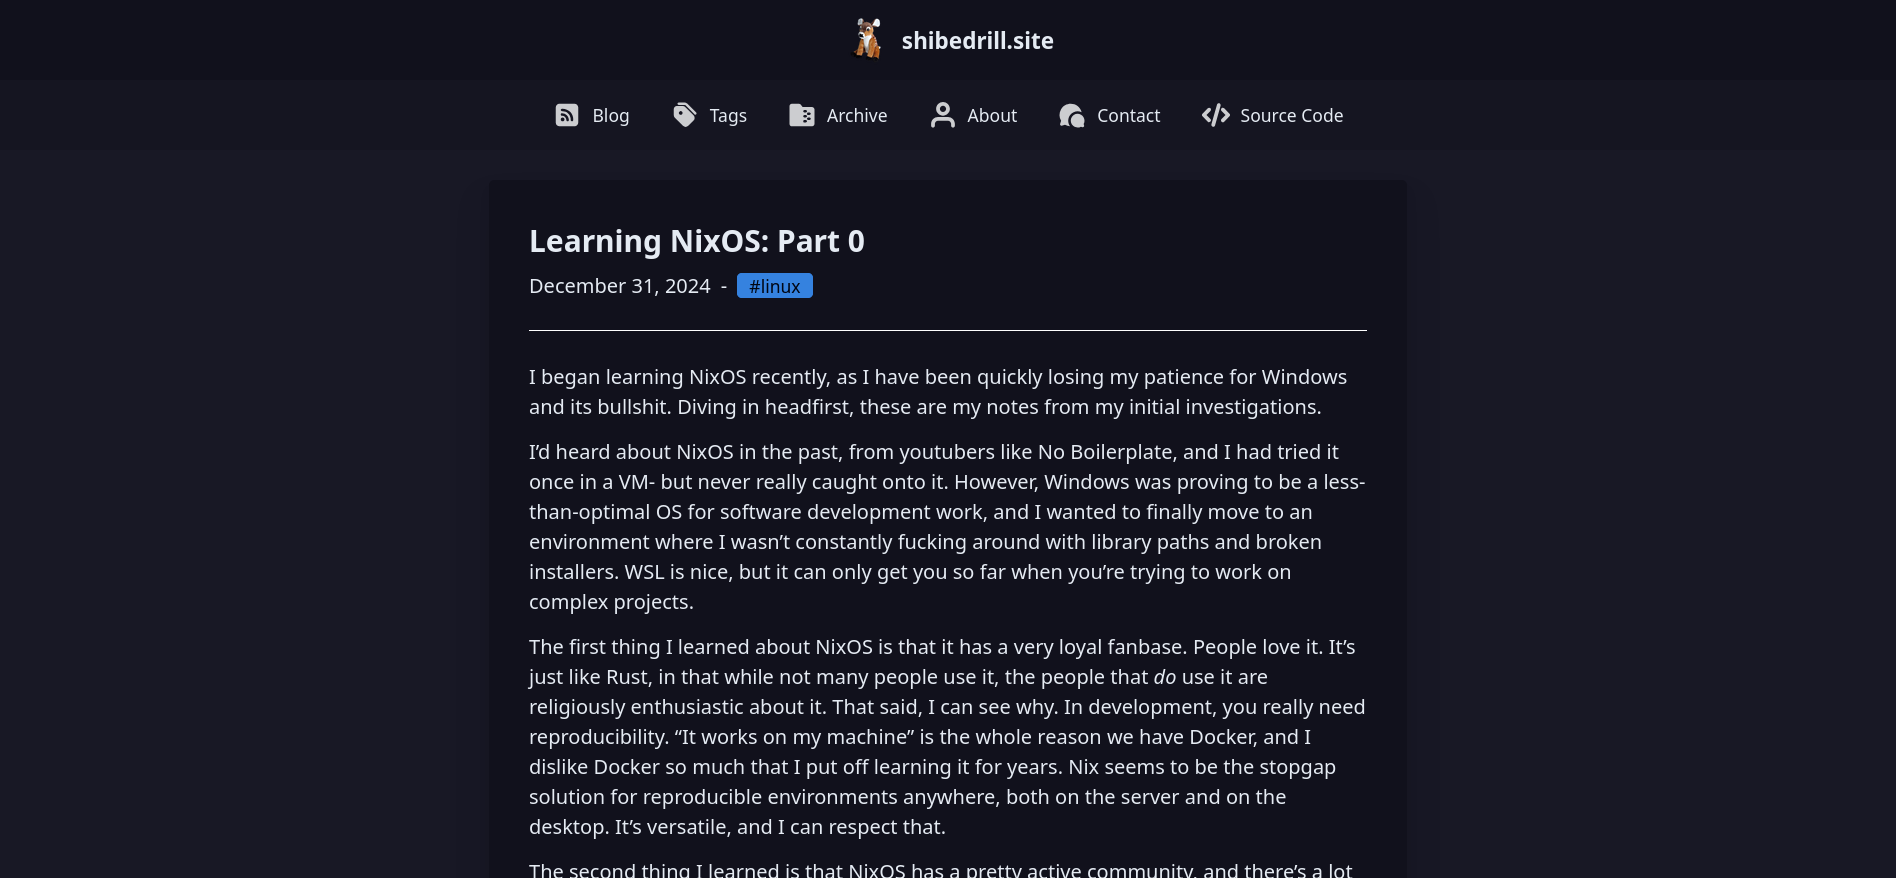 shibedrill.site
Blog Tags Archive About Contact Source Code
Learning NixOS: Part 0
December 31, 2024 - #linux
I began learning NixOS recently, as I have been quickly losing my patience for Windows
and its bullshit. Diving in headfirst, these are my notes from my initial investigations.
I’d heard about NixOS in the past, from youtubers like No Boilerplate, and I had tried it
once in a VM- but never really caught onto it. However, Windows was proving to be a less-
than-optimal OS for software development work, and I wanted to finally move to an
environment where I wasn’t constantly fucking around with library paths and broken
installers. WSL is nice, but it can only get you so far when you’re trying to work on
complex projects.
The first thing I learned about NixOS is that it has a very loyal fanbase. People love it. It’s
just like Rust, in that while not many people use it, the people that do use it are
religiously enthusiastic about it. That said, I can see why. In development, you really need
reproducibility. “It works on my machine” is the whole reason we have Docker, and I
dislike Docker so much that I put off learning it for years. Nix seems to be the stopgap
solution for reproducible environments anywhere, both on the server and on the
desktop. It’s versatile, and I can respect that.
The second thing I learned is that NixOS has a pretty active community, and there’s a lot